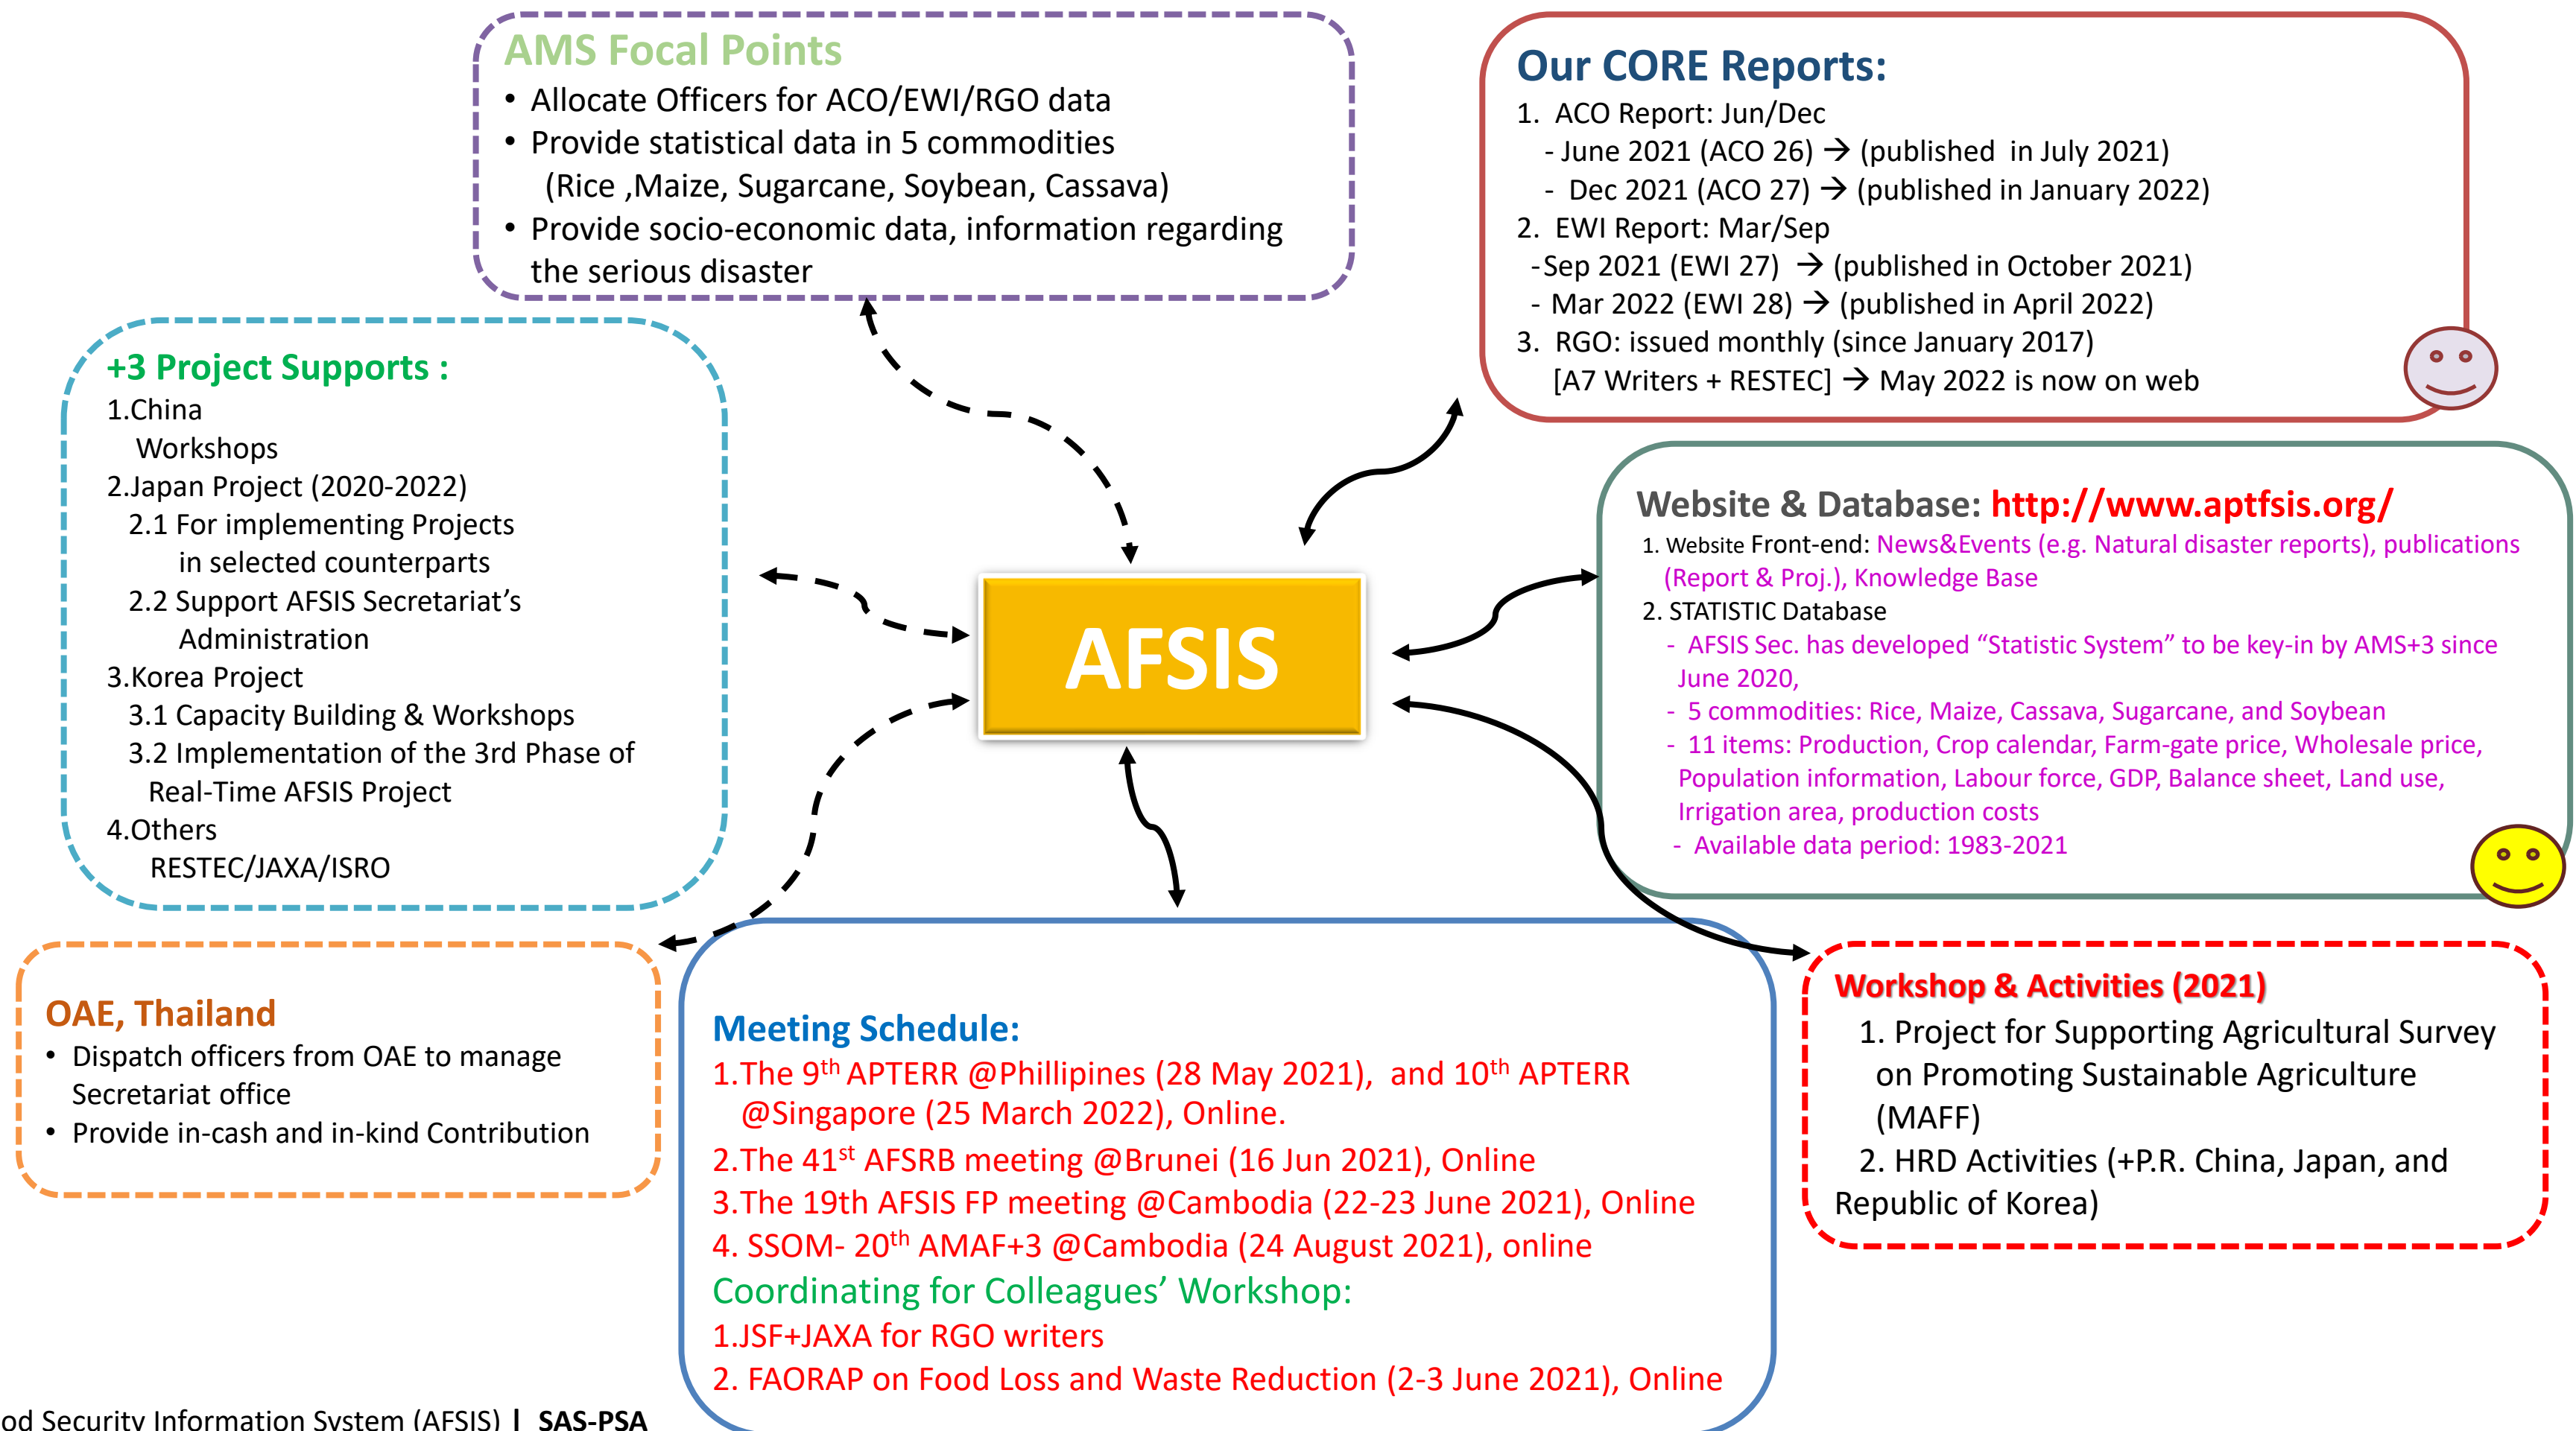 AMS Focal Points
• Allocate Officers for ACO/EWI/RGO data
• Provide statistical data in 5 commodities
(Rice ,Maize, Sugarcane, Soybean, Cassava)
• Provide socio-economic data, information regarding
the serious disaster
Our CORE Reports:
1. ACO Report: Jun/Dec
- June 2021 (ACO 26) → (published in July 2021)
- Dec 2021 (ACO 27) → (published in January 2022)
2. EWI Report: Mar/Sep
-Sep 2021 (EWI 27) → (published in October 2021)
- Mar 2022 (EWI 28) → (published in April 2022)
3. RGO: issued monthly (since January 2017)
[A7 Writers + RESTEC] → May 2022 is now on web
+3 Project Supports :
1.China
Workshops
2.Japan Project (2020-2022)
2.1 For implementing Projects
in selected counterparts
2.2 Support AFSIS Secretariat's
Administration
3.Korea Project
3.1 Capacity Building & Workshops
3.2 Implementation of the 3rd Phase of
Real-Time AFSIS Project
4.Others
RESTEC/JAXA/ISRO
AFSIS
Website & Database: http://www.aptfsis.org/
1. Website Front-end: News&Events (e.g. Natural disaster reports), publications
(Report & Proj.), Knowledge Base
2. STATISTIC Database
- AFSIS Sec. has developed “Statistic System” to be key-in by AMS+3 since
June 2020,
- 5 commodities: Rice, Maize, Cassava, Sugarcane, and Soybean
- 11 items: Production, Crop calendar, Farm-gate price, Wholesale price,
Population information, Labour force, GDP, Balance sheet, Land use,
Irrigation area, production costs
- Available data period: 1983-2021
OAE, Thailand
• Dispatch officers from OAE to manage
Secretariat office
• Provide in-cash and in-kind Contribution
Meeting Schedule:
1.The 9th APTERR @Phillipines (28 May 2021), and 10th APTERR
@Singapore (25 March 2022), Online.
2.The 41st AFSRB meeting @Brunei (16 Jun 2021), Online
3.The 19th AFSIS FP meeting @Cambodia (22-23 June 2021), Online
4. SSOM- 20th AMAF+3 @Cambodia (24 August 2021), online
Coordinating for Colleagues’ Workshop:
1.JSF+JAXA for RGO writers
2. FAORAP on Food Loss and Waste Reduction (2-3 June 2021), Online
Workshop & Activities (2021)
1. Project for Supporting Agricultural Survey
on Promoting Sustainable Agriculture
(MAFF)
2. HRD Activities (+P.R. China, Japan, and
Republic of Korea)
od Security Information System (AFSIS) | SAS-PSA